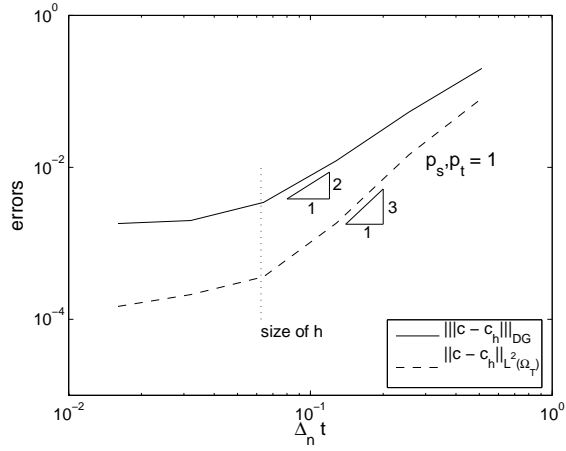 10^0
10^-2
10^-4
errors
2
1
3
1
p_s,p_t = 1
size of h
|||c - c_h|||_DG
||c - c_h||_L^2(Ω_T)
10^-2
10^-1
10^0
Δ_n t